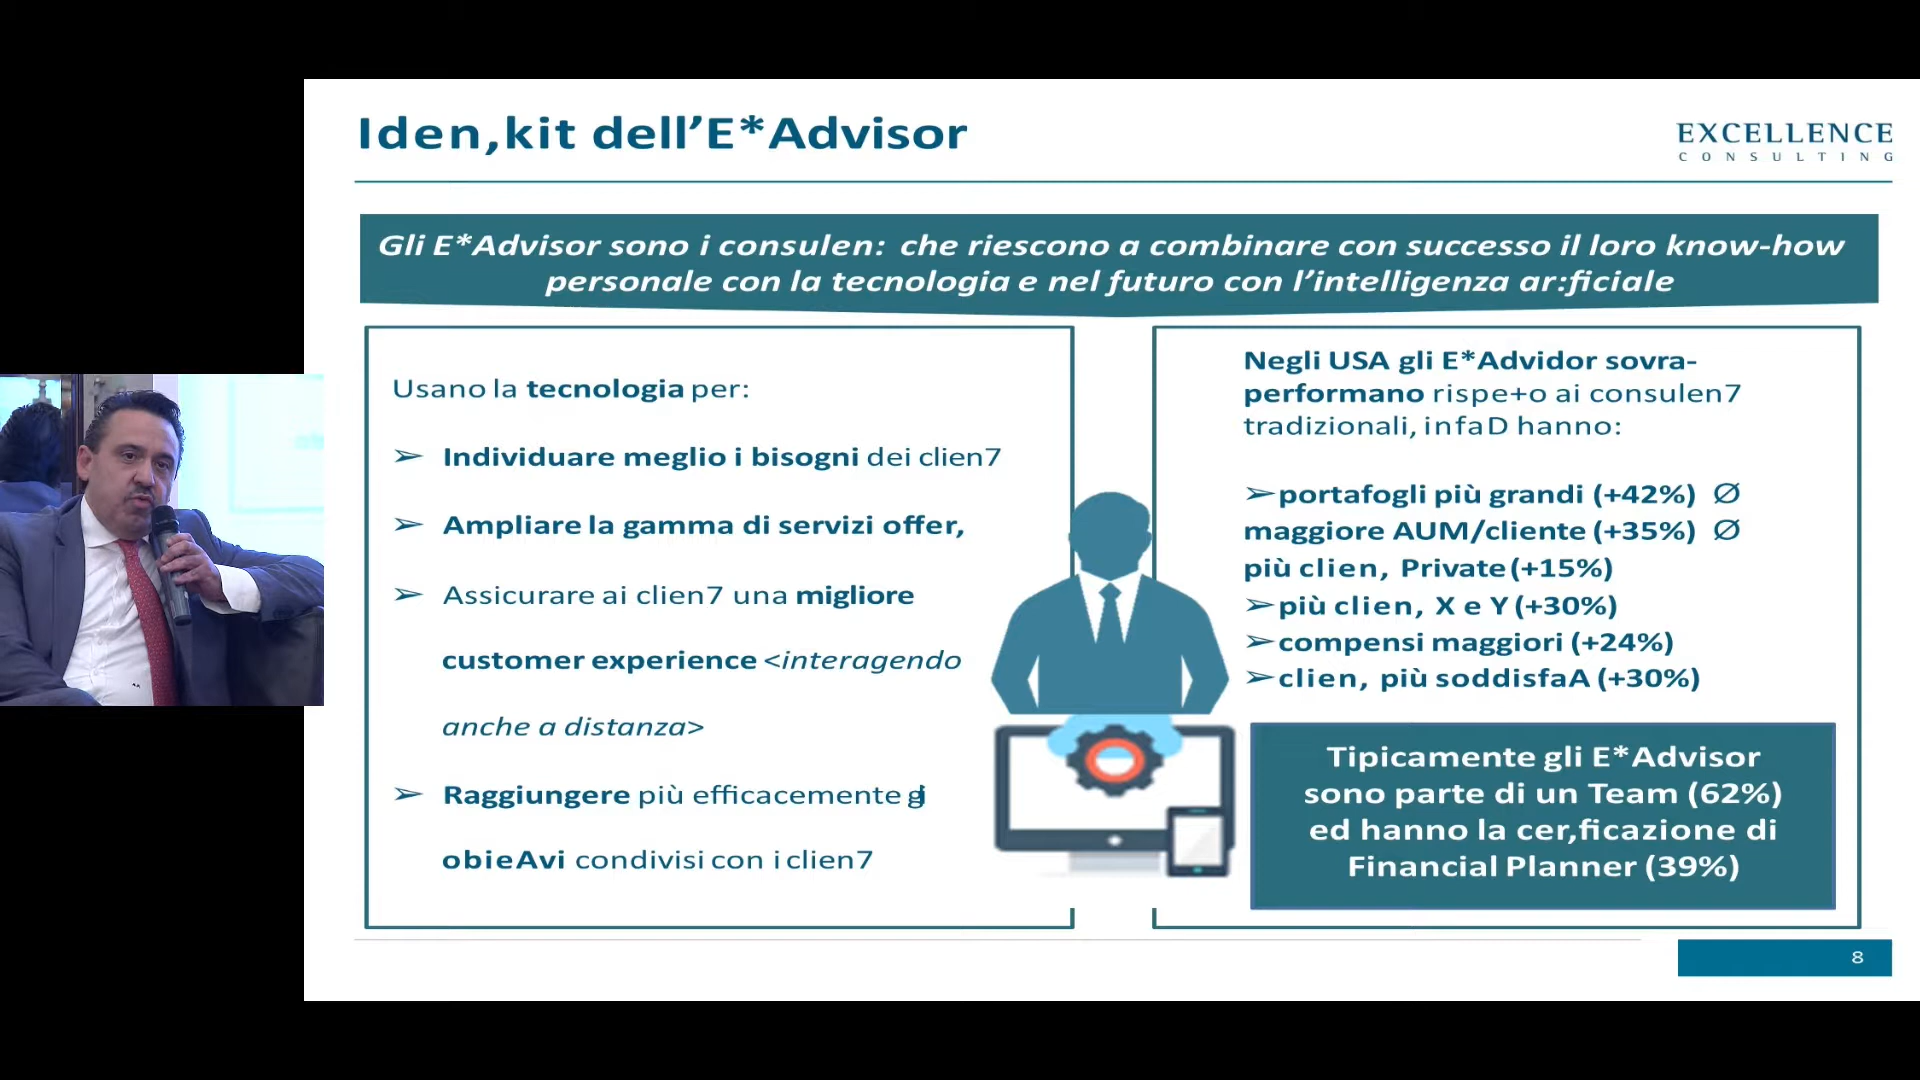 Iden,kit dell’E*Advisor
EXCELLENCE
CONSULTING
Gli E*Advisor sono i consulen: che riescono a combinare con successo il loro know-how
personale con la tecnologia e nel futuro con l’intelligenza ar:ficiale
Usano la tecnologia per:
➢ Individuare meglio i bisogni dei clien7
➢ Ampliare la gamma di servizi offer,
➢ Assicurare ai clien7 una migliore
customer experience <interagendo
anche a distanza>
➢ Raggiungere più efficacemente gli
obieAvi condivisi con i clien7
Negli USA gli E*Advidor sovra-
performano rispe+o ai consulen7
tradizionali, infaD hanno:
➢portafogli più grandi (+42%) Ø
maggiore AUM/cliente (+35%) Ø
più clien, Private (+15%)
➢più clien, X e Y (+30%)
➢compensi maggiori (+24%)
➢clien, più soddisfaA (+30%)
Tipicamente gli E*Advisor
sono parte di un Team (62%)
ed hanno la cer,ficazione di
Financial Planner (39%)
8